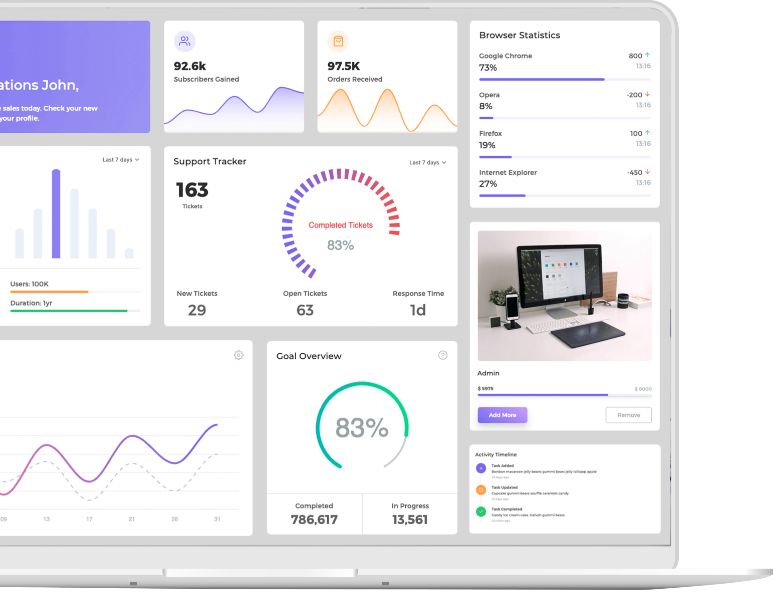 ations John,
sales today. Check your new
your profile.
92.6k
Subscribers Gained
97.5K
Orders Received
Browser Statistics
Google Chrome 800
73% 13:16
Opera -200
8% 13:16
Firefox 100
19% 13:16
Internet Explorer -450
27% 13:16
Last 7 days
Users: 100K
Duration: 1yr
Support Tracker
Last 7 days
163
Tickets
Completed Tickets
83%
New Tickets
29
Open Tickets
63
Response Time
1d
09 13 17 21 26 31
Goal Overview
83%
Completed
786,617
In Progress
13,561
Admin
$ 5975 $ 8000
Add More
Remove
Activity Timeline
Task Added
Bonbon macaroon jelly beans gummi bears jelly lollipop apple
Task Updated
Cupcake gummi bears soufflé caramels candy
Task Completed
Candy ice cream cake. Halvah gummi bears